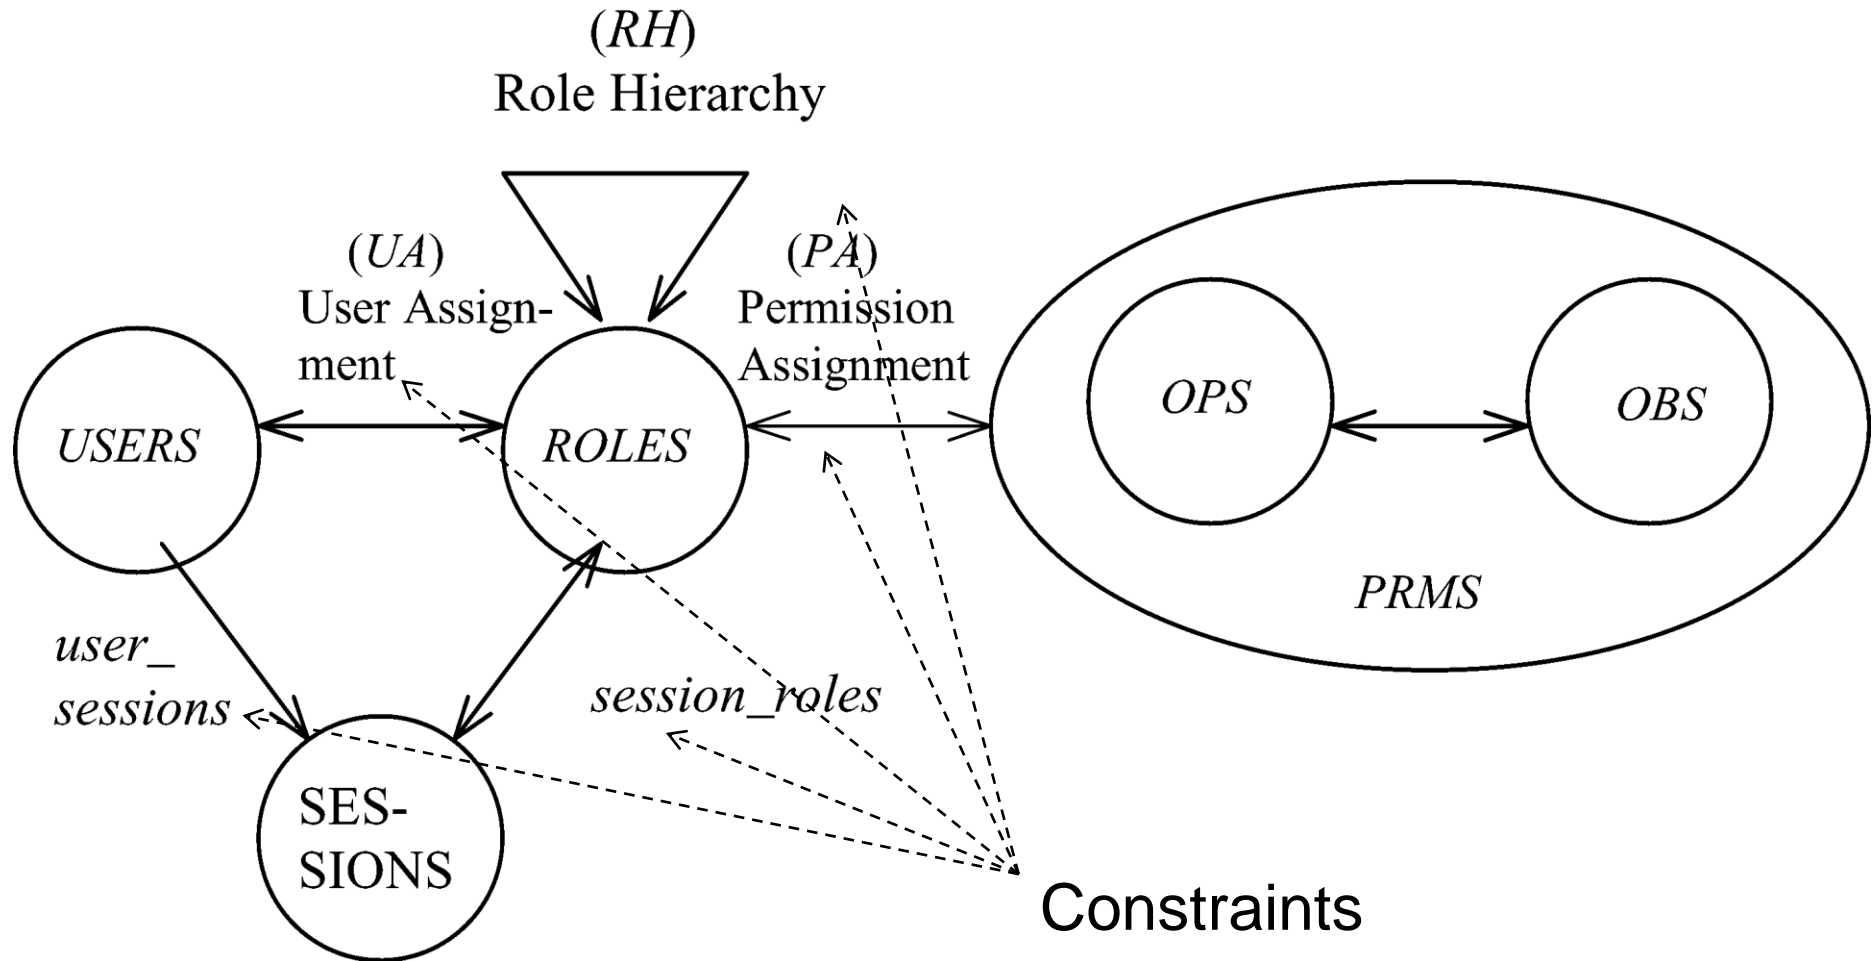 (RH)
Role Hierarchy
(UA)
User Assign-
ment
(PA)
Permission
Assignment
USERS
ROLES
OPS
OBS
PRMS
user_
sessions
session_roles
SES-
SIONS
Constraints